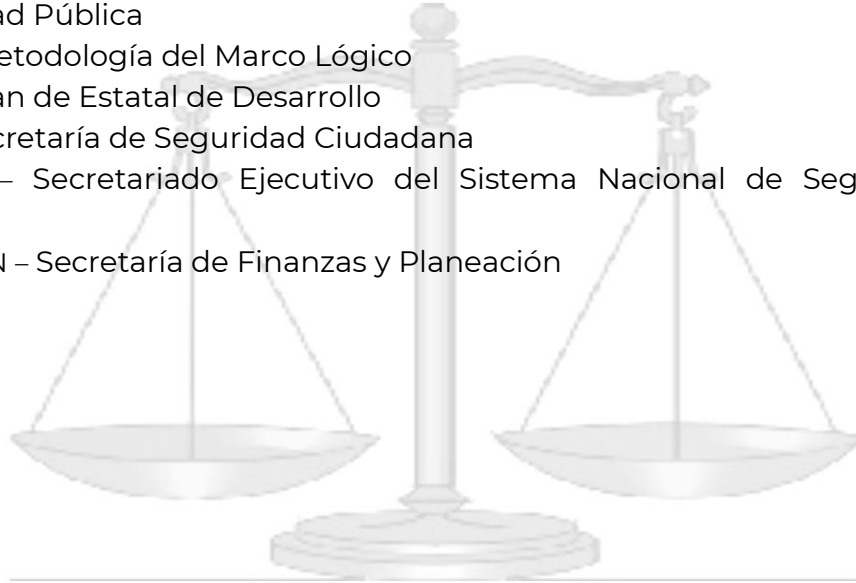 ad Pública
etodología del Marco Lógico
an de Estatal de Desarrollo
cretaría de Seguridad Ciudadana
– Secretariado Ejecutivo del Sistema Nacional de Seg
N – Secretaría de Finanzas y Planeación